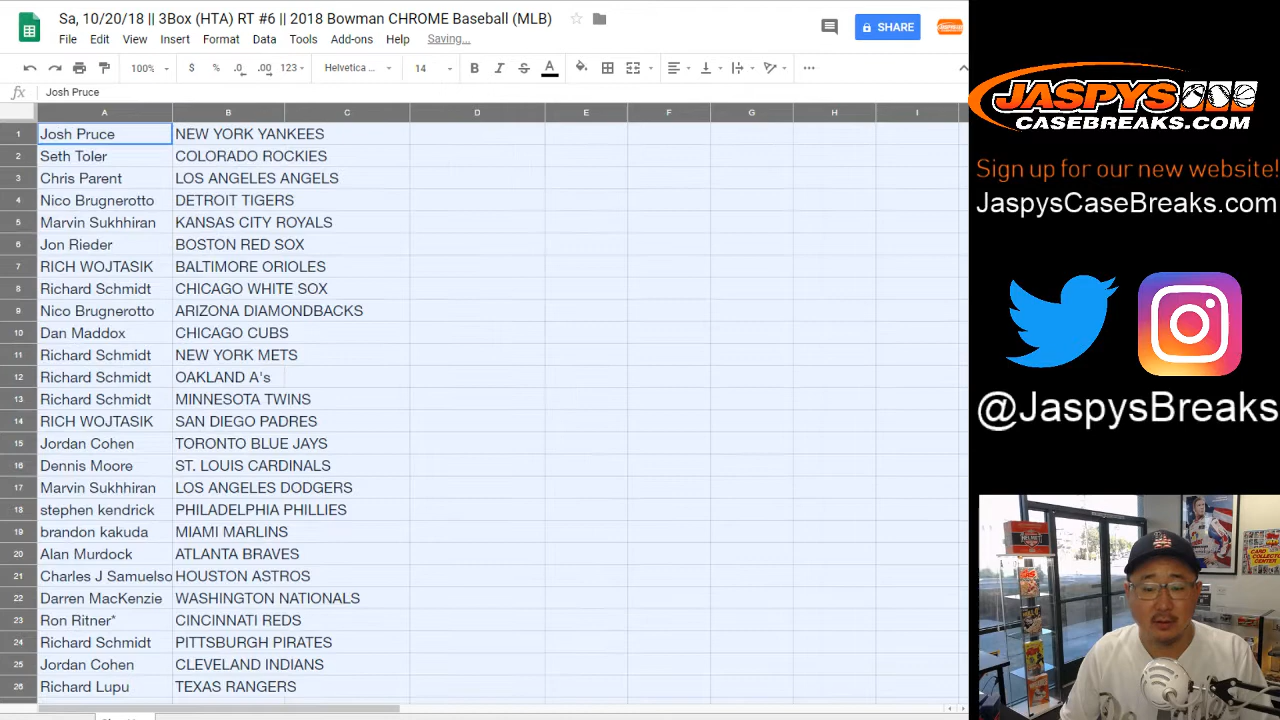 Sa, 10/20/18 || 3Box (HTA) RT #6 || 2018 Bowman CHROME Baseball (MLB)
File Edit View Insert Format Data Tools Add-ons Help Saving...
SHARE
100% $ % .0 .00 123 Helvetica ... 14 B I S A
fx Josh Pruce
A B C D E F G H I
1 Josh Pruce NEW YORK YANKEES
2 Seth Toler COLORADO ROCKIES
3 Chris Parent LOS ANGELES ANGELS
4 Nico Brugnerotto DETROIT TIGERS
5 Marvin Sukhhiran KANSAS CITY ROYALS
6 Jon Rieder BOSTON RED SOX
7 RICH WOJTASIK BALTIMORE ORIOLES
8 Richard Schmidt CHICAGO WHITE SOX
9 Nico Brugnerotto ARIZONA DIAMONDBACKS
10 Dan Maddox CHICAGO CUBS
11 Richard Schmidt NEW YORK METS
12 Richard Schmidt OAKLAND A's
13 Richard Schmidt MINNESOTA TWINS
14 RICH WOJTASIK SAN DIEGO PADRES
15 Jordan Cohen TORONTO BLUE JAYS
16 Dennis Moore ST. LOUIS CARDINALS
17 Marvin Sukhhiran LOS ANGELES DODGERS
18 stephen kendrick PHILADELPHIA PHILLIES
19 brandon kakuda MIAMI MARLINS
20 Alan Murdock ATLANTA BRAVES
21 Charles J Samuelso HOUSTON ASTROS
22 Darren MacKenzie WASHINGTON NATIONALS
23 Ron Ritner* CINCINNATI REDS
24 Richard Schmidt PITTSBURGH PIRATES
25 Jordan Cohen CLEVELAND INDIANS
26 Richard Lupu TEXAS RANGERS
JASPYS
CASEBREAKS.COM
Sign up for our new website!
JaspysCaseBreaks.com
@JaspysBreaks
HELMET
CARD
COLLECTOR
CENTER